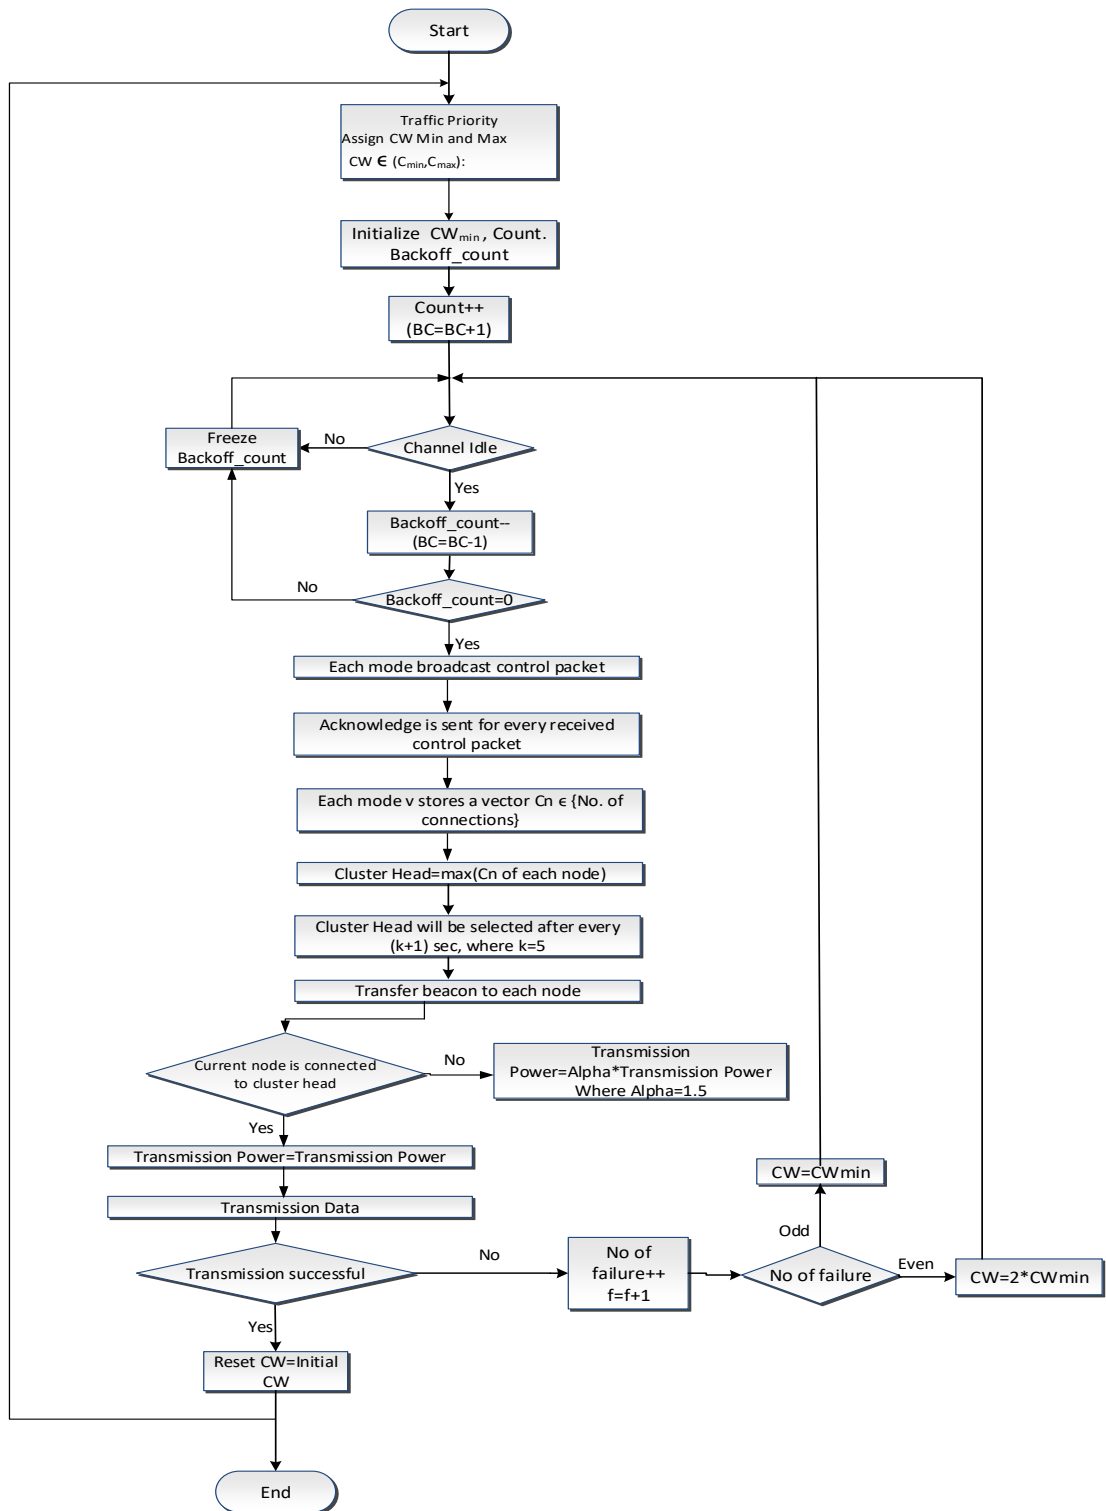 Start
Traffic Priority
Assign CW Min and Max
CW ∈ (Cmin,Cmax):
Initialize CWmin, Count.
Backoff_count
Count++
(BC=BC+1)
Channel Idle
No
Freeze
Backoff_count
Yes
Backoff_count--
(BC=BC-1)
No
Backoff_count=0
Yes
Each mode broadcast control packet
Acknowledge is sent for every received
control packet
Each mode v stores a vector Cn ϵ {No. of
connections}
Cluster Head=max(Cn of each node)
Cluster Head will be selected after every
(k+1) sec, where k=5
Transfer beacon to each node
Current node is connected
to cluster head
No
Transmission
Power=Alpha*Transmission Power
Where Alpha=1.5
Yes
Transmission Power=Transmission Power
Transmission Data
Transmission successful
No
No of
failure++
f=f+1
No of failure
Odd
CW=CWmin
Even
CW=2*CWmin
Yes
Reset CW=Initial
CW
End